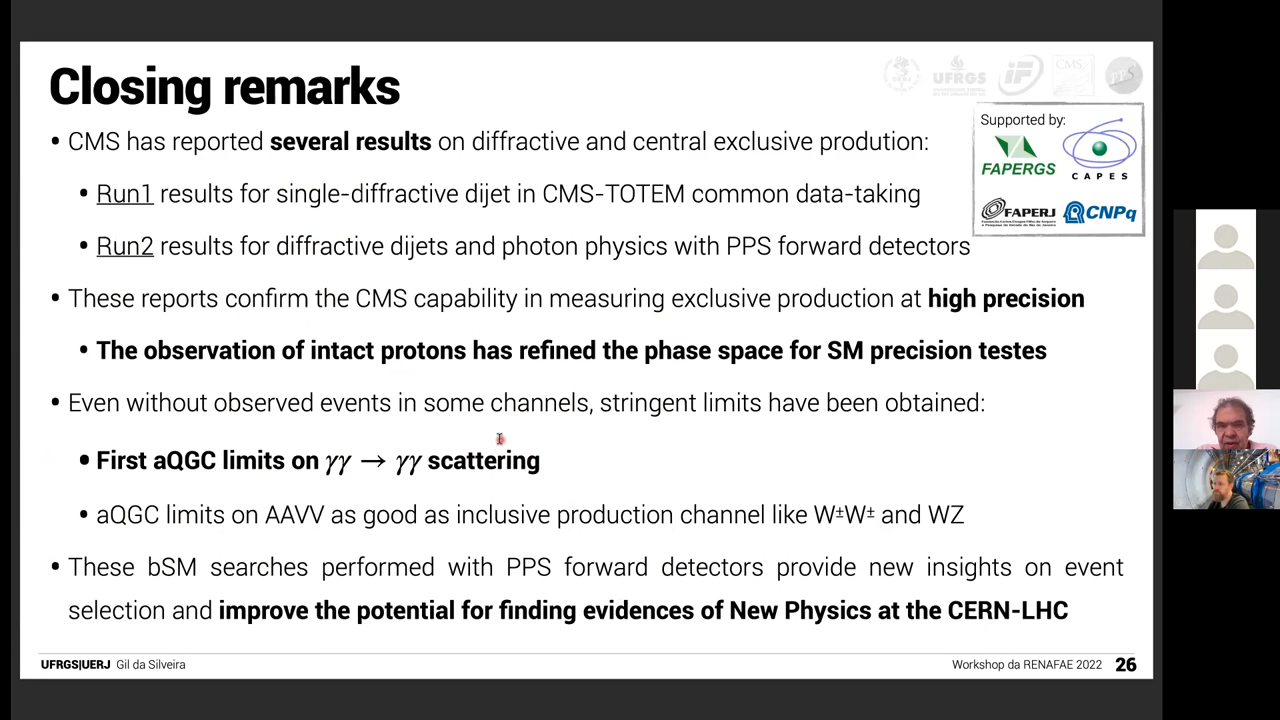 Closing remarks
UFRGS
iF
CMS
PPS
• CMS has reported several results on diffractive and central exclusive prodution:
Supported by:
FAPERGS
CAPES
FAPERJ
CNPq
• Run1 results for single-diffractive dijet in CMS-TOTEM common data-taking
• Run2 results for diffractive dijets and photon physics with PPS forward detectors
• These reports confirm the CMS capability in measuring exclusive production at high precision
• The observation of intact protons has refined the phase space for SM precision testes
• Even without observed events in some channels, stringent limits have been obtained:
• First aQGC limits on γγ → γγ scattering
• aQGC limits on AAVV as good as inclusive production channel like W±W± and WZ
• These bSM searches performed with PPS forward detectors provide new insights on event
selection and improve the potential for finding evidences of New Physics at the CERN-LHC
UFRGS|UERJ Gil da Silveira
Workshop da RENAFAE 2022 26